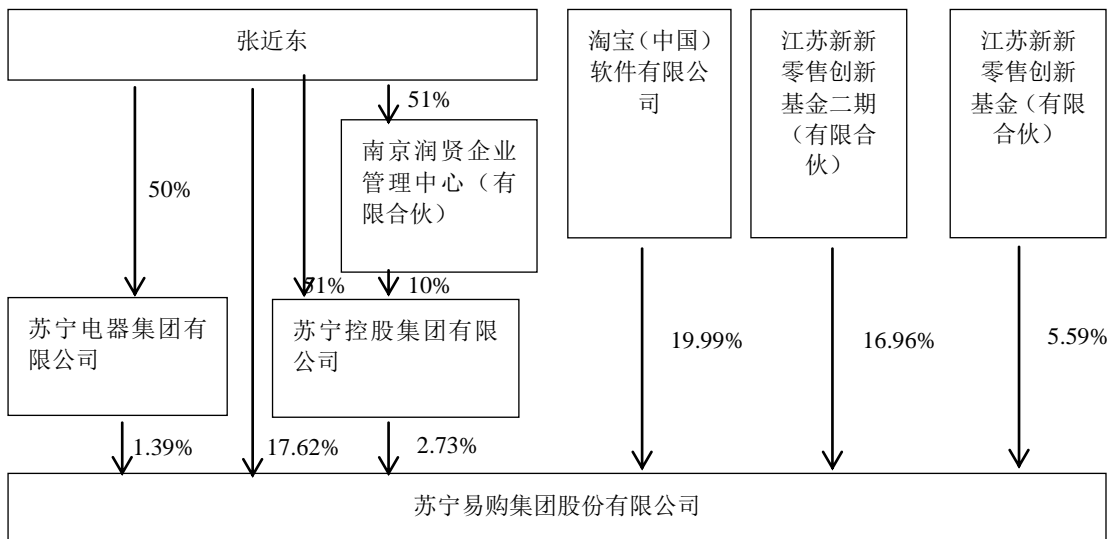 张近东
淘宝（中国）
软件有限公
司
江苏新新
零售创新
基金二期
（有限合
伙）
江苏新新
零售创新
基金（有限
合伙）
51%
南京润贤企业
管理中心（有
限合伙）
50%
51%
10%
苏宁电器集团有
限公司
苏宁控股集团有限
公司
19.99%
16.96%
5.59%
1.39%
17.62%
2.73%
苏宁易购集团股份有限公司